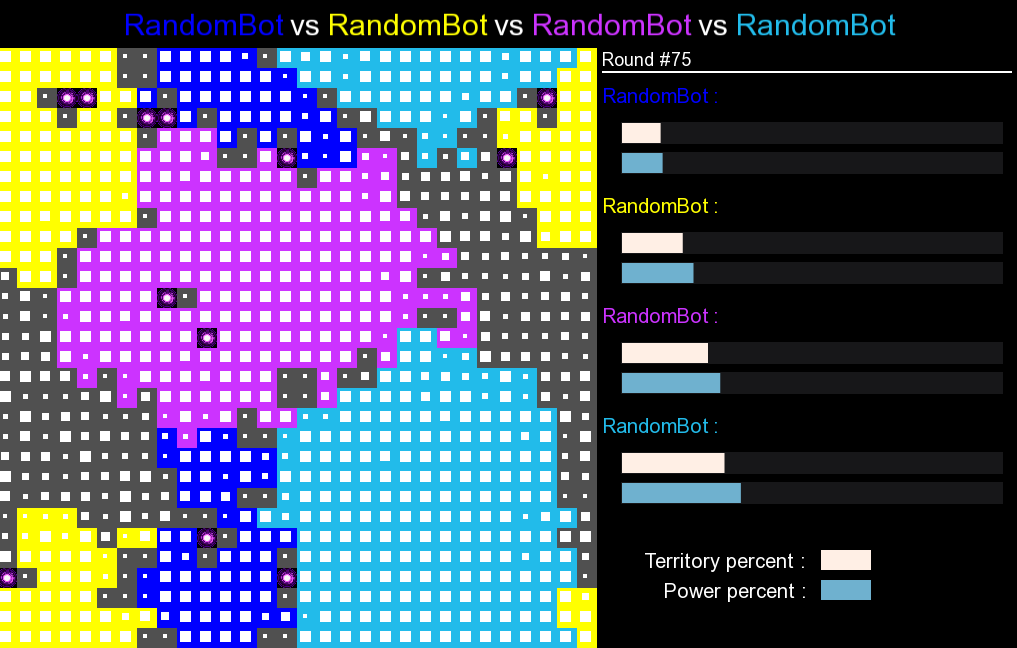 RandomBot vs RandomBot vs RandomBot vs RandomBot
Round #75
RandomBot :
RandomBot :
RandomBot :
RandomBot :
Territory percent :
Power percent :